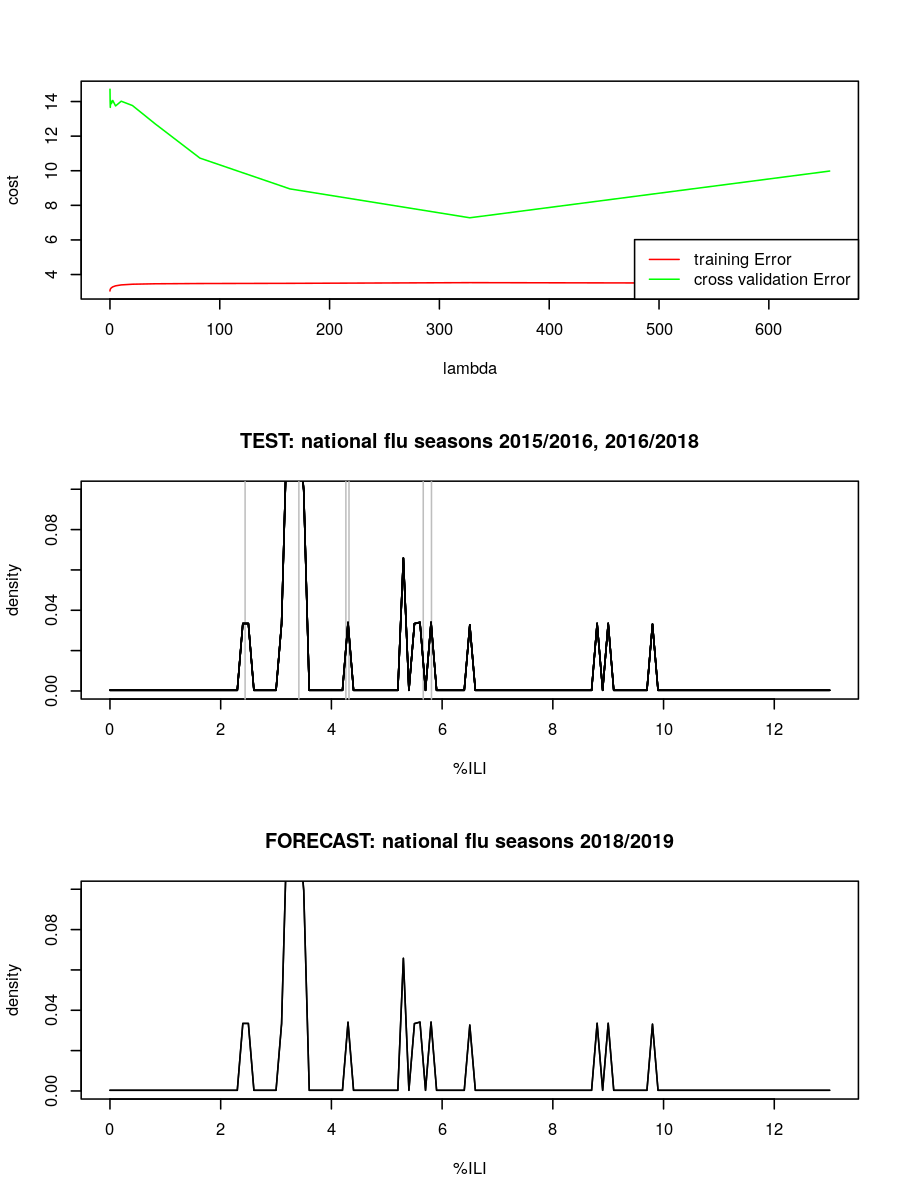 cost
14
12
10
8
6
4
training Error
cross validation Error
0 100 200 300 400 500 600
lambda
TEST: national flu seasons 2015/2016, 2016/2018
density
0.08
0.04
0.00
0 2 4 6 8 10 12
%ILI
FORECAST: national flu seasons 2018/2019
density
0.08
0.04
0.00
0 2 4 6 8 10 12
%ILI